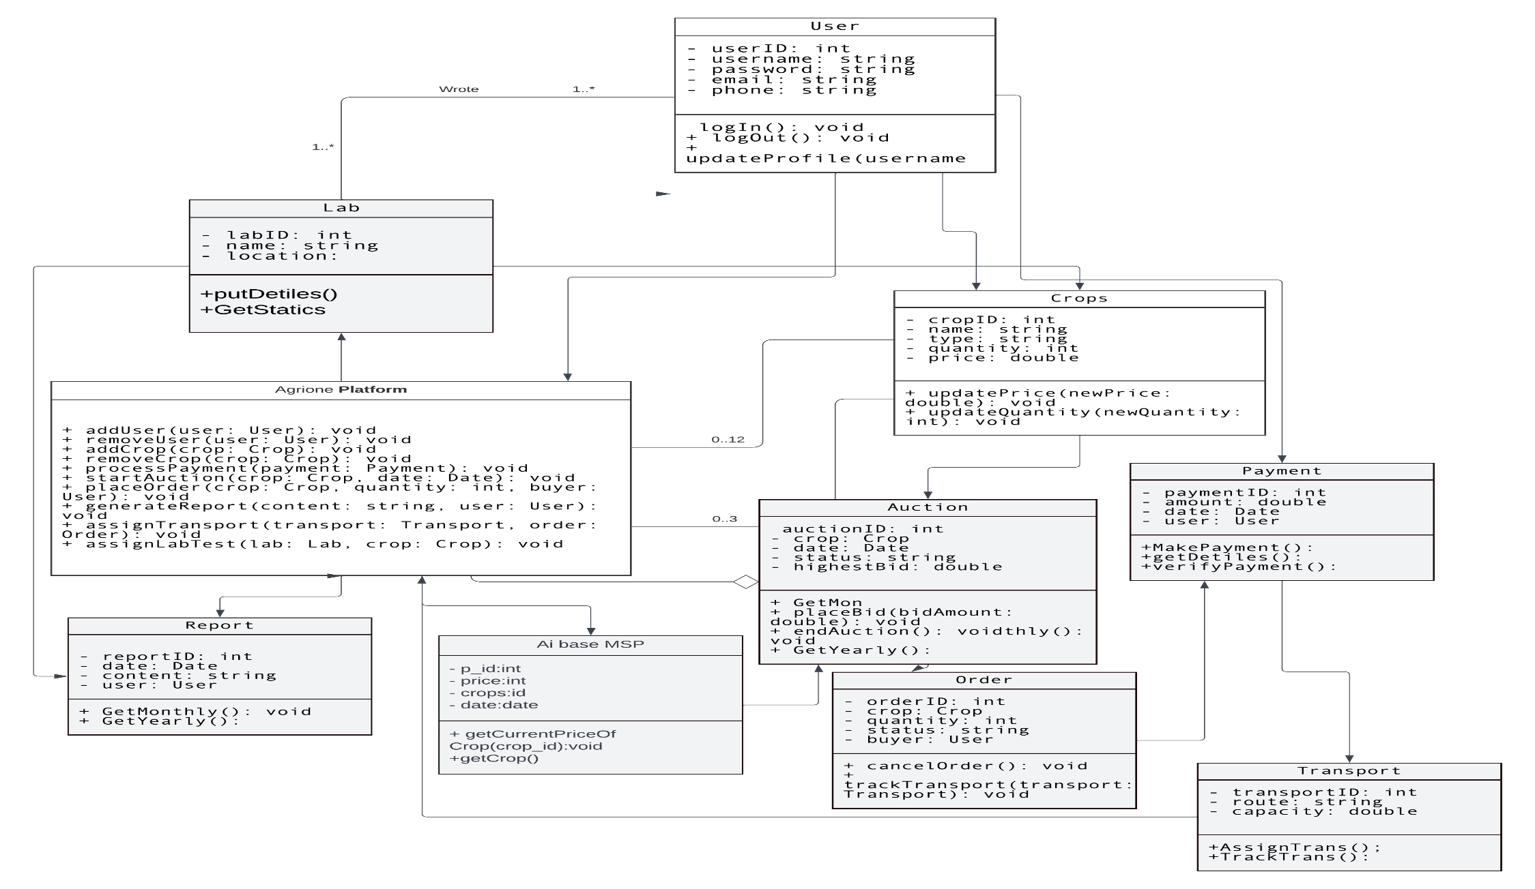 User
- userID: int
- username: string
- password: string
- email: string
- phone: string
logIn(): void
+ logOut(): void
+
updateProfile(username
Wrote
1..*
1..*
Lab
- labID: int
- name: string
- location:
+putDetiles()
+GetStatics
Crops
- cropID: int
- name: string
- type: string
- quantity: int
- price: double
+ updatePrice(newPrice:
double): void
+ updateQuantity(newQuantity:
int): void
Agrione Platform
+ addUser(user: User): void
+ removeUser(user: User): void
+ addCrop(crop: Crop): void
+ removeCrop(crop: Crop): void
+ processPayment(payment: Payment): void
+ startAuction(crop: Crop, date: Date): void
+ placeOrder(crop: Crop, quantity: int, buyer:
User): void
+ generateReport(content: string, user: User):
void
+ assignTransport(transport: Transport, order:
Order): void
+ assignLabTest(lab: Lab, crop: Crop): void
0..12
0..3
Payment
- paymentID: int
- amount: double
- date: Date
- user: User
+MakePayment():
+getDetiles():
+verifyPayment():
Auction
auctionID: int
- crop: Crop
- date: Date
- status: string
- highestBid: double
+ GetMon
+ placeBid(bidAmount:
double): void
+ endAuction(): voidthly():
void
+ GetYearly():
Report
- reportID: int
- date: Date
- content: string
- user: User
+ GetMonthly(): void
+ GetYearly():
Ai base MSP
- p_id:int
- price:int
- crops:id
- date:date
+ getCurrentPriceOf
Crop(crop_id):void
+getCrop()
Order
- orderID: int
- crop: Crop
- quantity: int
- status: string
- buyer: User
+ cancelOrder(): void
+
trackTransport(transport:
Transport): void
Transport
- transportID: int
- route: string
- capacity: double
+AssignTrans();
+TrackTrans():